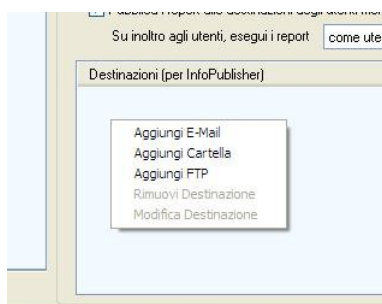 Su inoltro agli utenti, esegui i report come ute
Destinazioni (per InfoPublisher)
Aggiungi E-Mail
Aggiungi Cartella
Aggiungi FTP
Rimuovi Destinazione
Modifica Destinazione